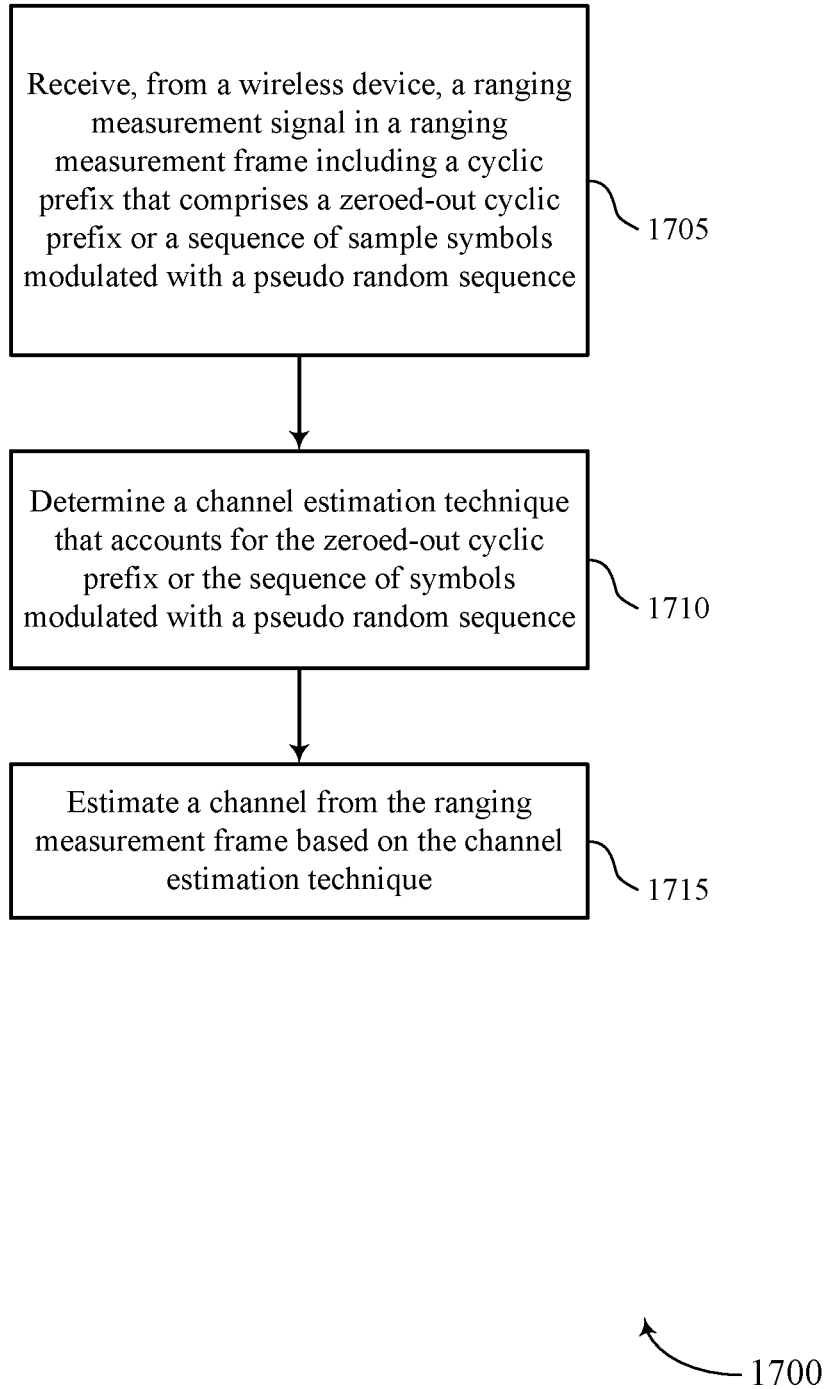 Receive, from a wireless device, a ranging
measurement signal in a ranging
measurement frame including a cyclic
prefix that comprises a zeroed-out cyclic
prefix or a sequence of sample symbols
modulated with a pseudo random sequence
1705
Determine a channel estimation technique
that accounts for the zeroed-out cyclic
prefix or the sequence of symbols
modulated with a pseudo random sequence
1710
Estimate a channel from the ranging
measurement frame based on the channel
estimation technique
1715
1700